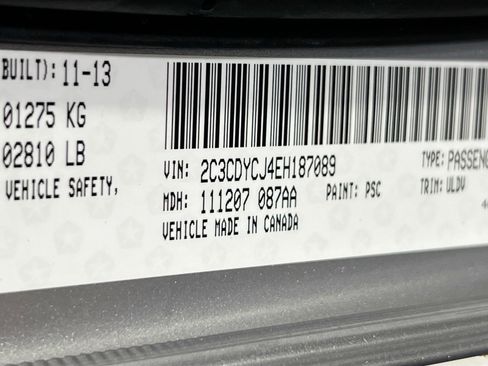 BUILT): 11-13
01275 KG
02810 LB
VEHICLE SAFETY,
VIN: 2C3CDYCJ4EH187089
TYPE: PASSENG
MDH: 111207 087AA
PAINT: PSC
TRIM: ULDV
VEHICLE MADE IN CANADA